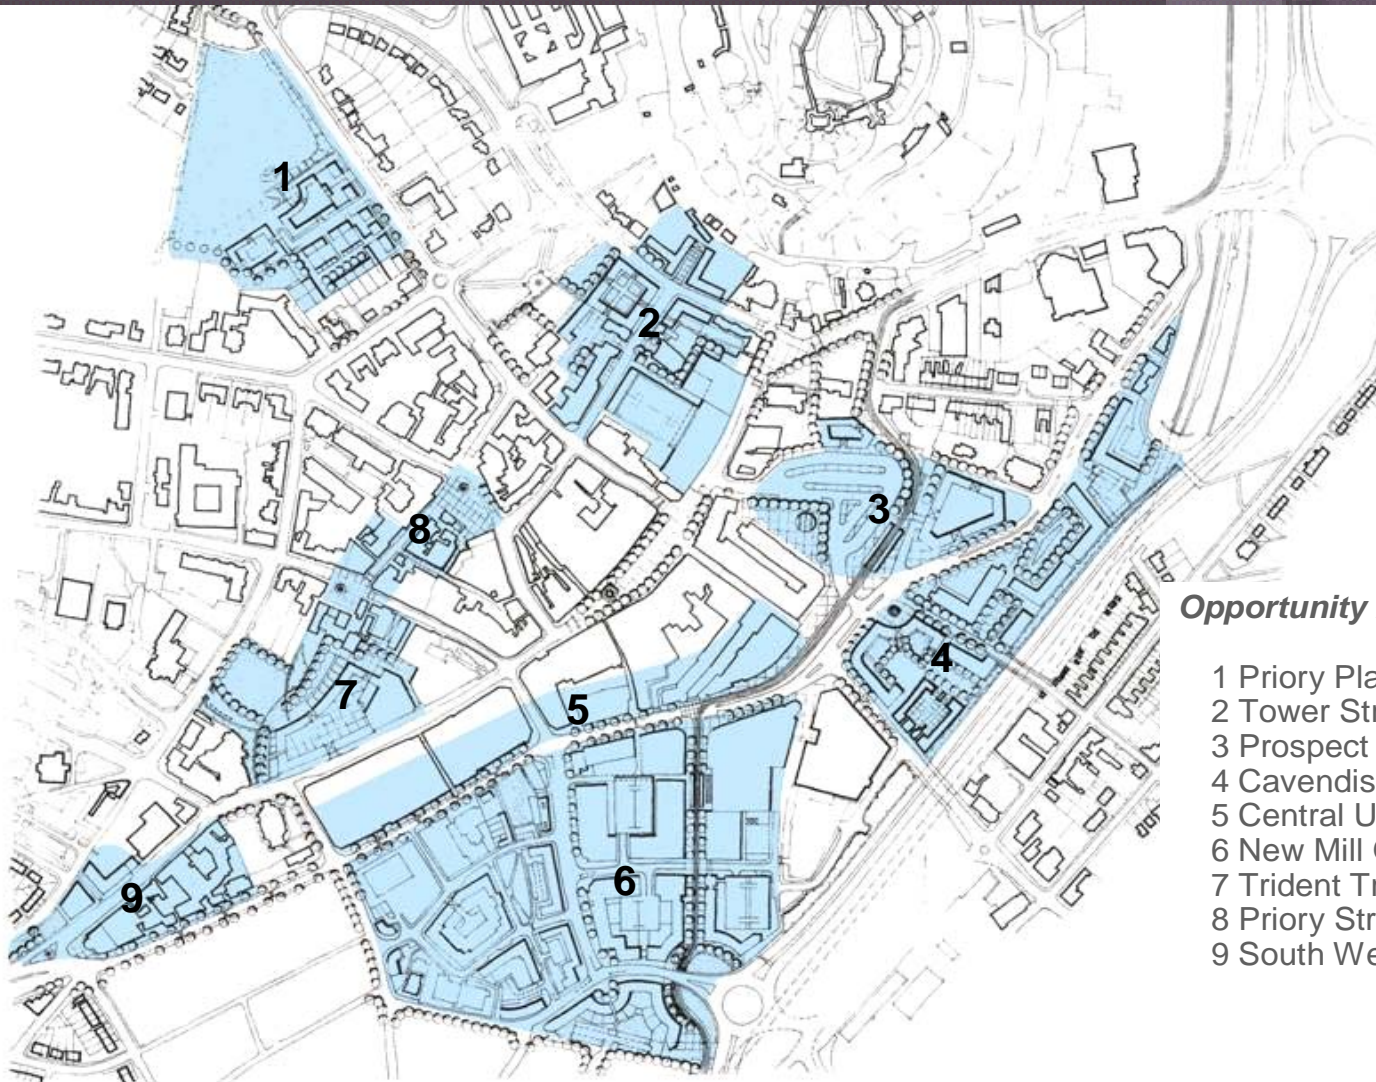 1
2
3
8
4
7
5
6
9
Opportunity
1 Priory Pla
2 Tower Str
3 Prospect
4 Cavendis
5 Central U
6 New Mill
7 Trident Tr
8 Priory Str
9 South We